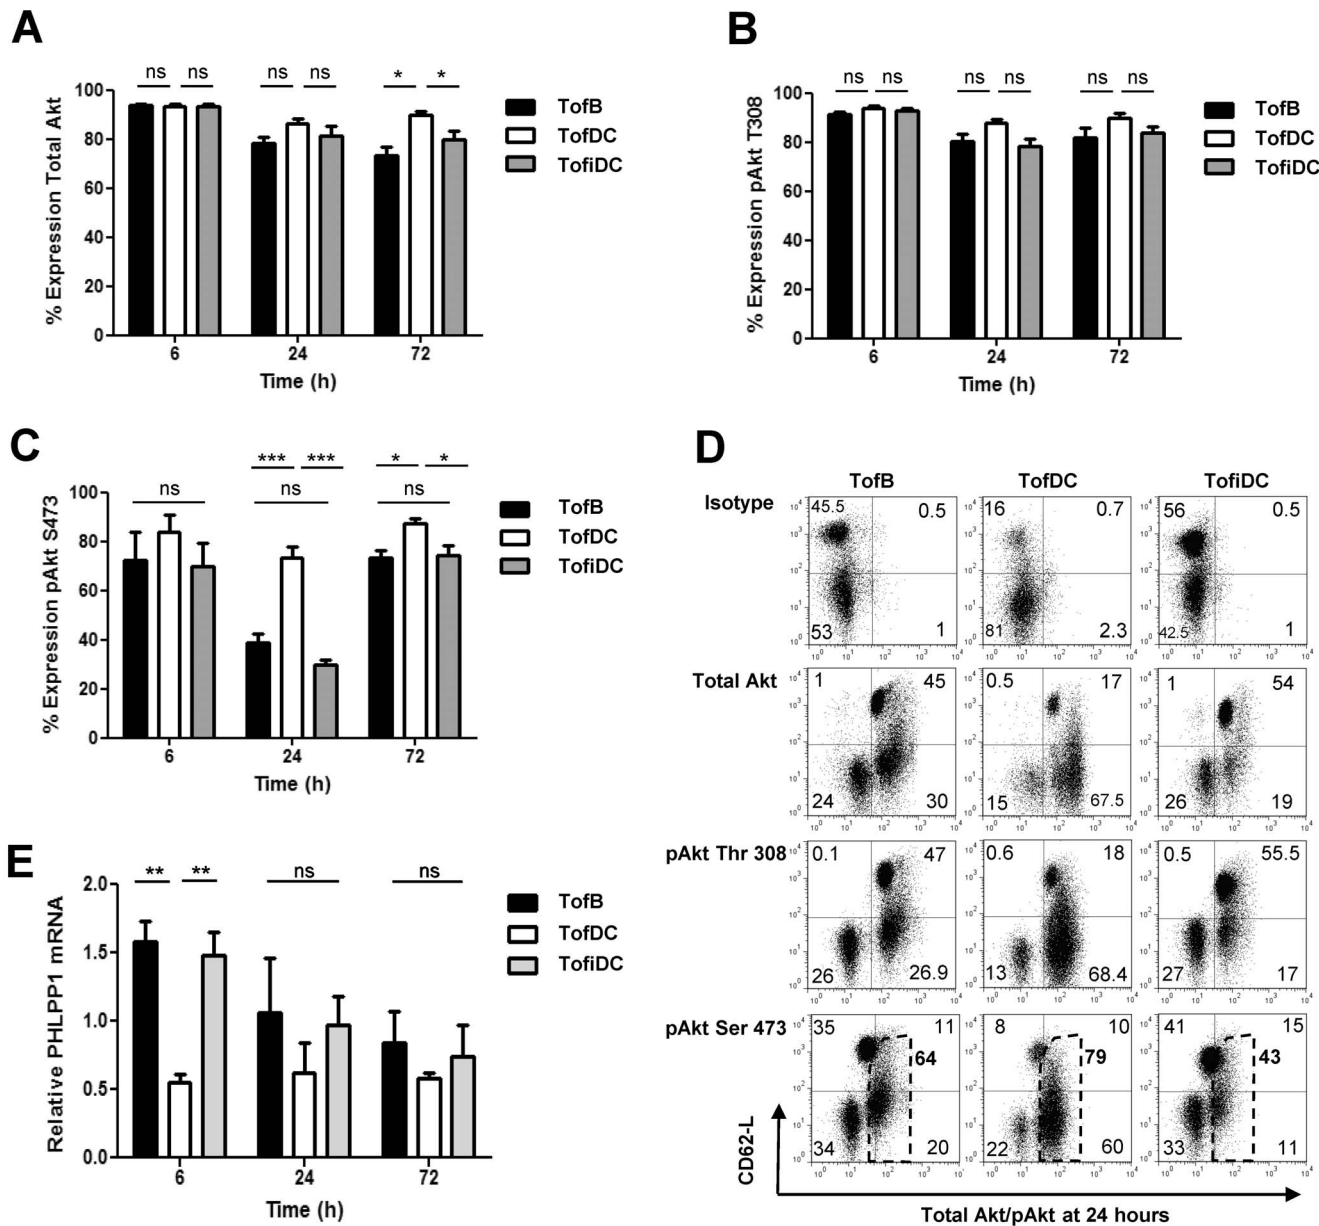 A
ns ns ns ns * *
100
80
60
40
20
0
% Expression Total Akt
6 24 72
Time (h)
TofB
TofDC
TofiDC
B
ns ns ns ns ns ns
100
80
60
40
20
0
% Expression pAkt T308
6 24 72
Time (h)
TofB
TofDC
TofiDC
C
*** *** * *
ns ns ns
100
80
60
40
20
0
% Expression pAkt S473
6 24 72
Time (h)
TofB
TofDC
TofiDC
D
TofB TofDC TofiDC
Isotype
45.5 0.5 16 0.7 56 0.5
53 1 81 2.3 42.5 1
Total Akt
1 45 0.5 17 1 54
24 30 15 67.5 26 19
pAkt Thr 308
0.1 47 0.6 18 0.5 55.5
26 26.9 13 68.4 27 17
pAkt Ser 473
35 11 8 10 41 15
64 79 43
34 20 22 60 33 11
CD62-L
Total Akt/pAkt at 24 hours
E
** ** ns ns
2.0
1.5
1.0
0.5
0.0
Relative PHLPP1 mRNA
6 24 72
Time (h)
TofB
TofDC
TofiDC